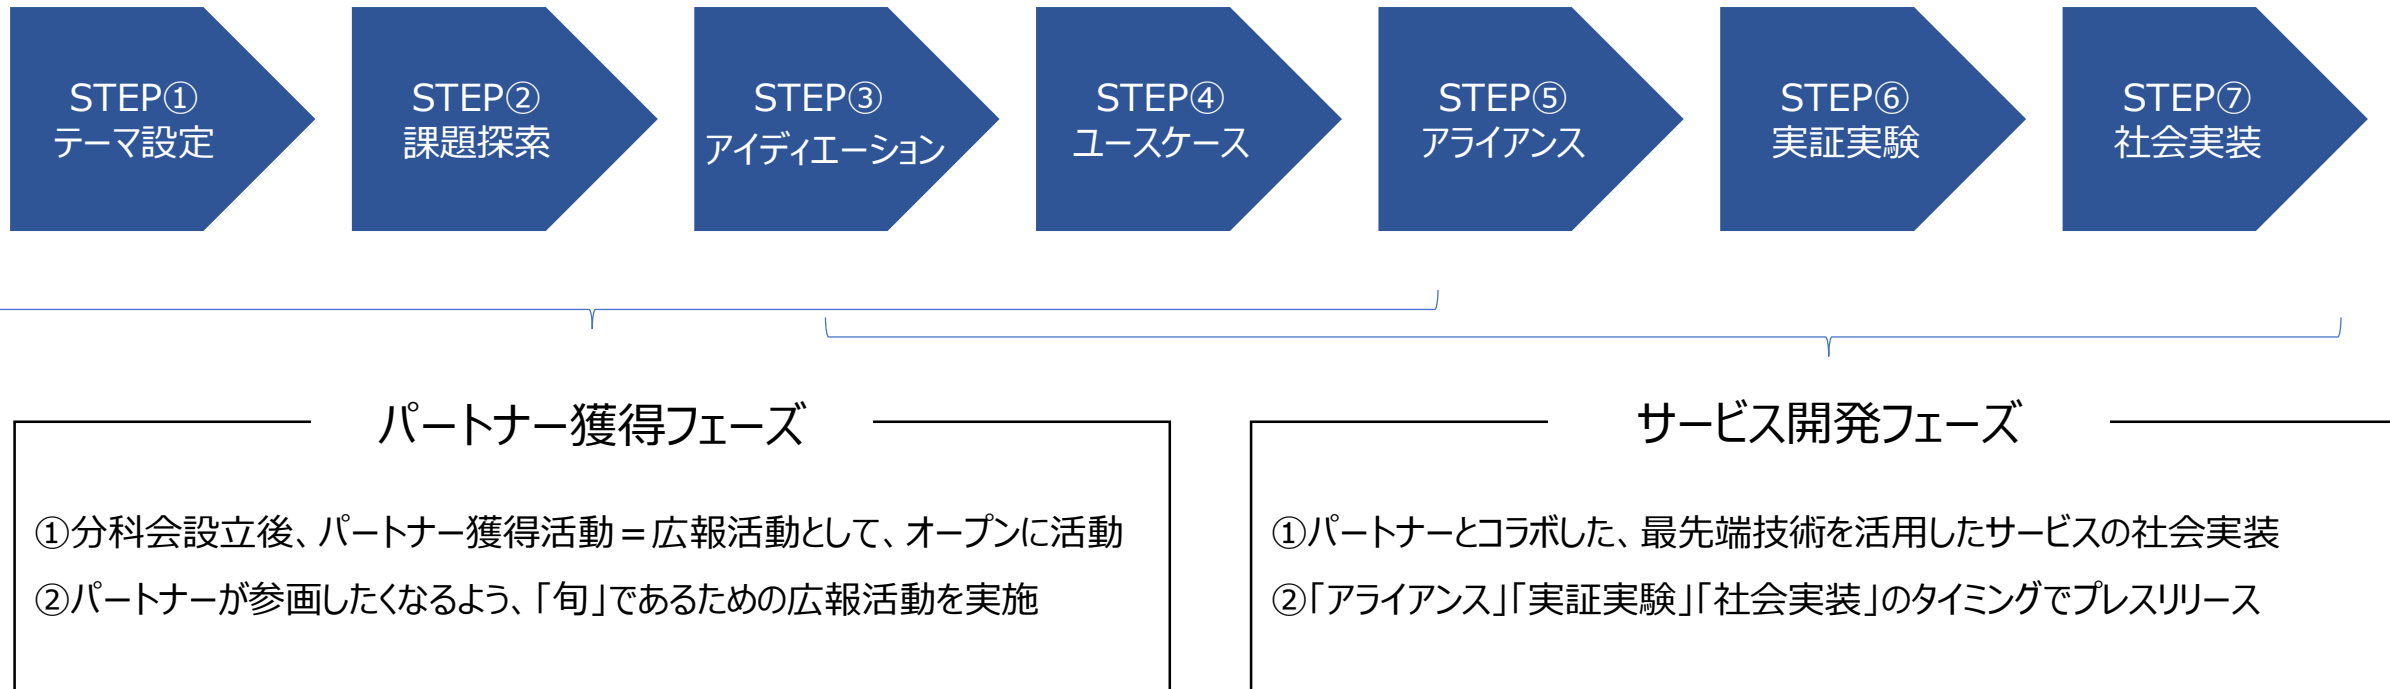 STEP①
テーマ設定
STEP②
課題探索
STEP③
アイディエーション
STEP④
ユースケース
STEP⑤
アライアンス
STEP⑥
実証実験
STEP⑦
社会実装
パートナー獲得フェーズ
①分科会設立後、パートナー獲得活動＝広報活動として、オープンに活動
②パートナーが参画したくなるよう、「旬」であるための広報活動を実施
サービス開発フェーズ
①パートナーとコラボした、最先端技術を活用したサービスの社会実装
②「アライアンス」「実証実験」「社会実装」のタイミングでプレスリリース